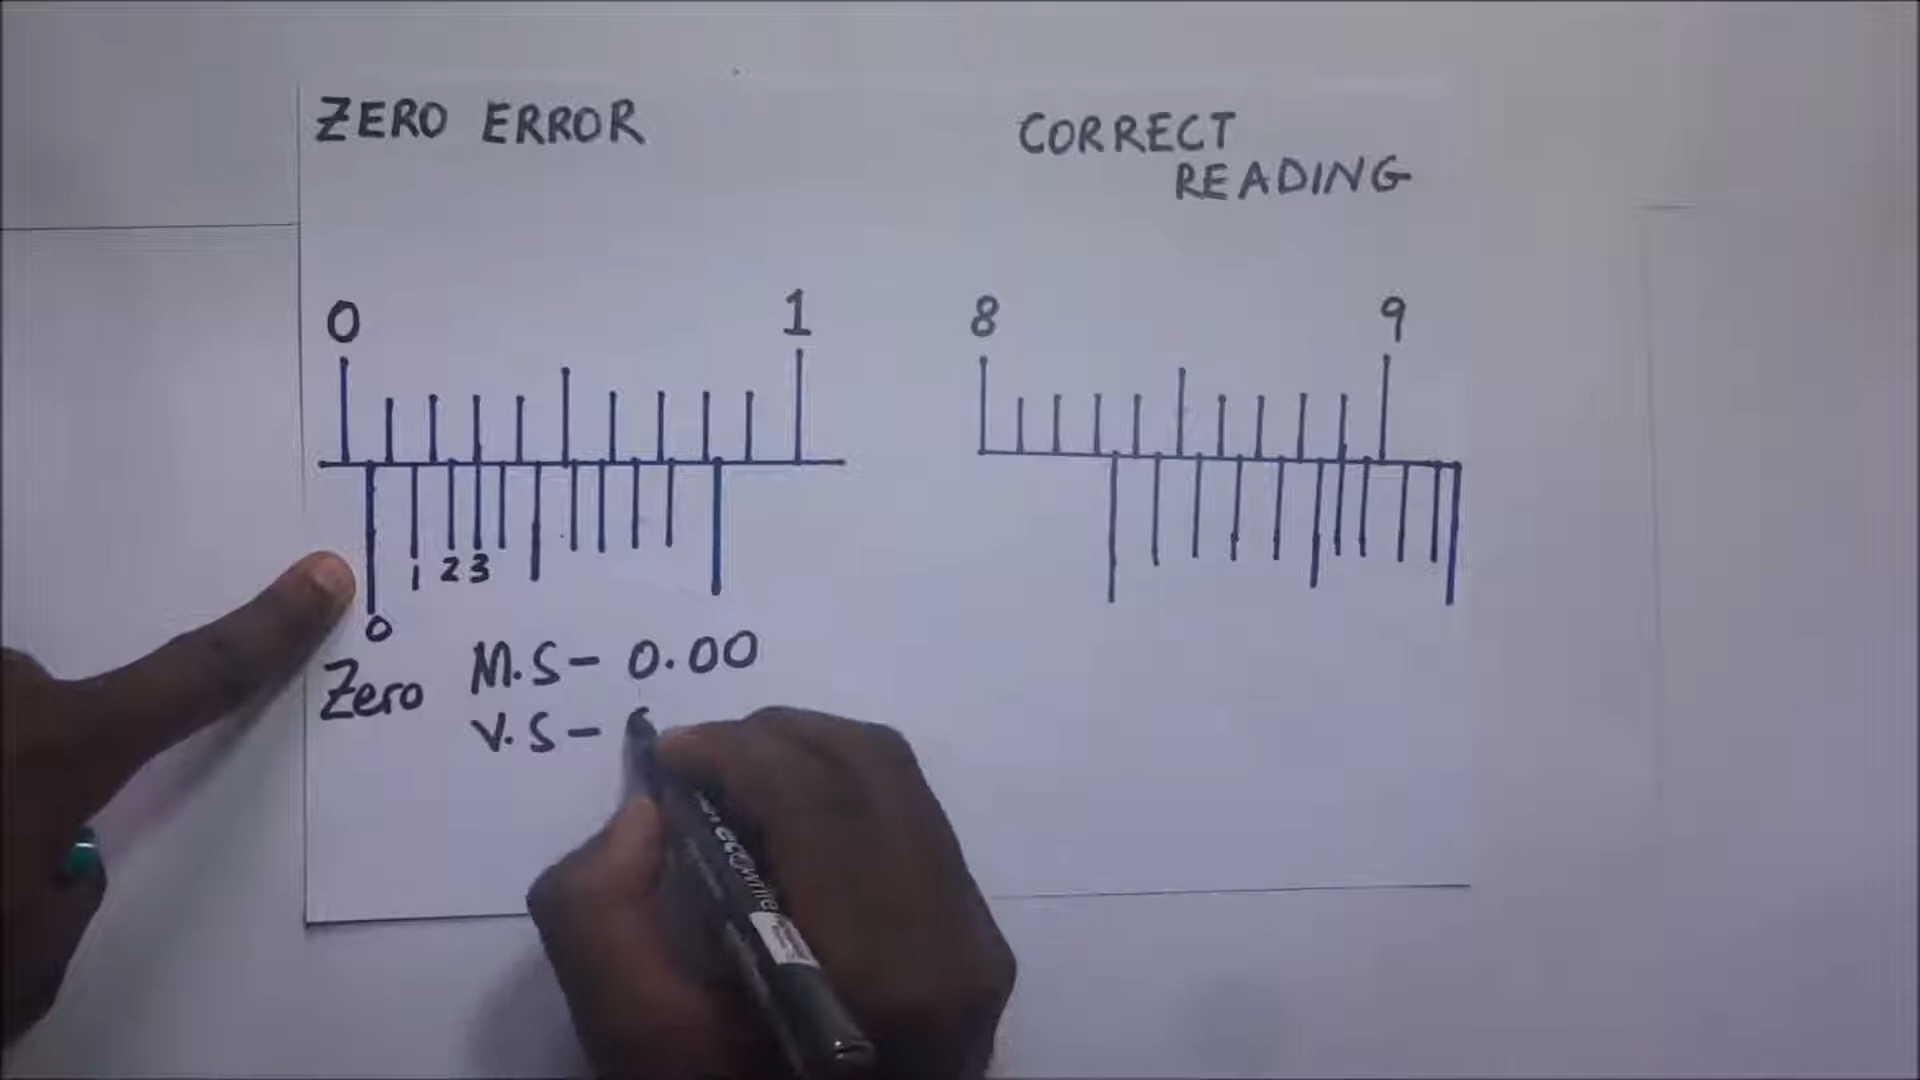 ZERO ERROR
CORRECT
READING
0 1
8 9
1 2 3
0
Zero M.S - 0.00
V.S -